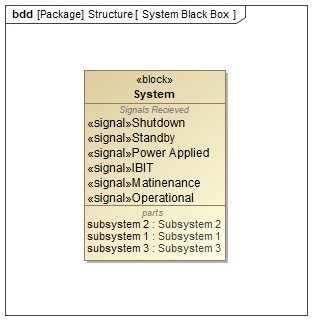 bdd [Package] Structure [ System Black Box ]
«block»
System
Signals Recieved
«signal»Shutdown
«signal»Standby
«signal»Power Applied
«signal»IBIT
«signal»Matinenance
«signal»Operational
parts
subsystem 2 : Subsystem 2
subsystem 1 : Subsystem 1
subsystem 3 : Subsystem 3